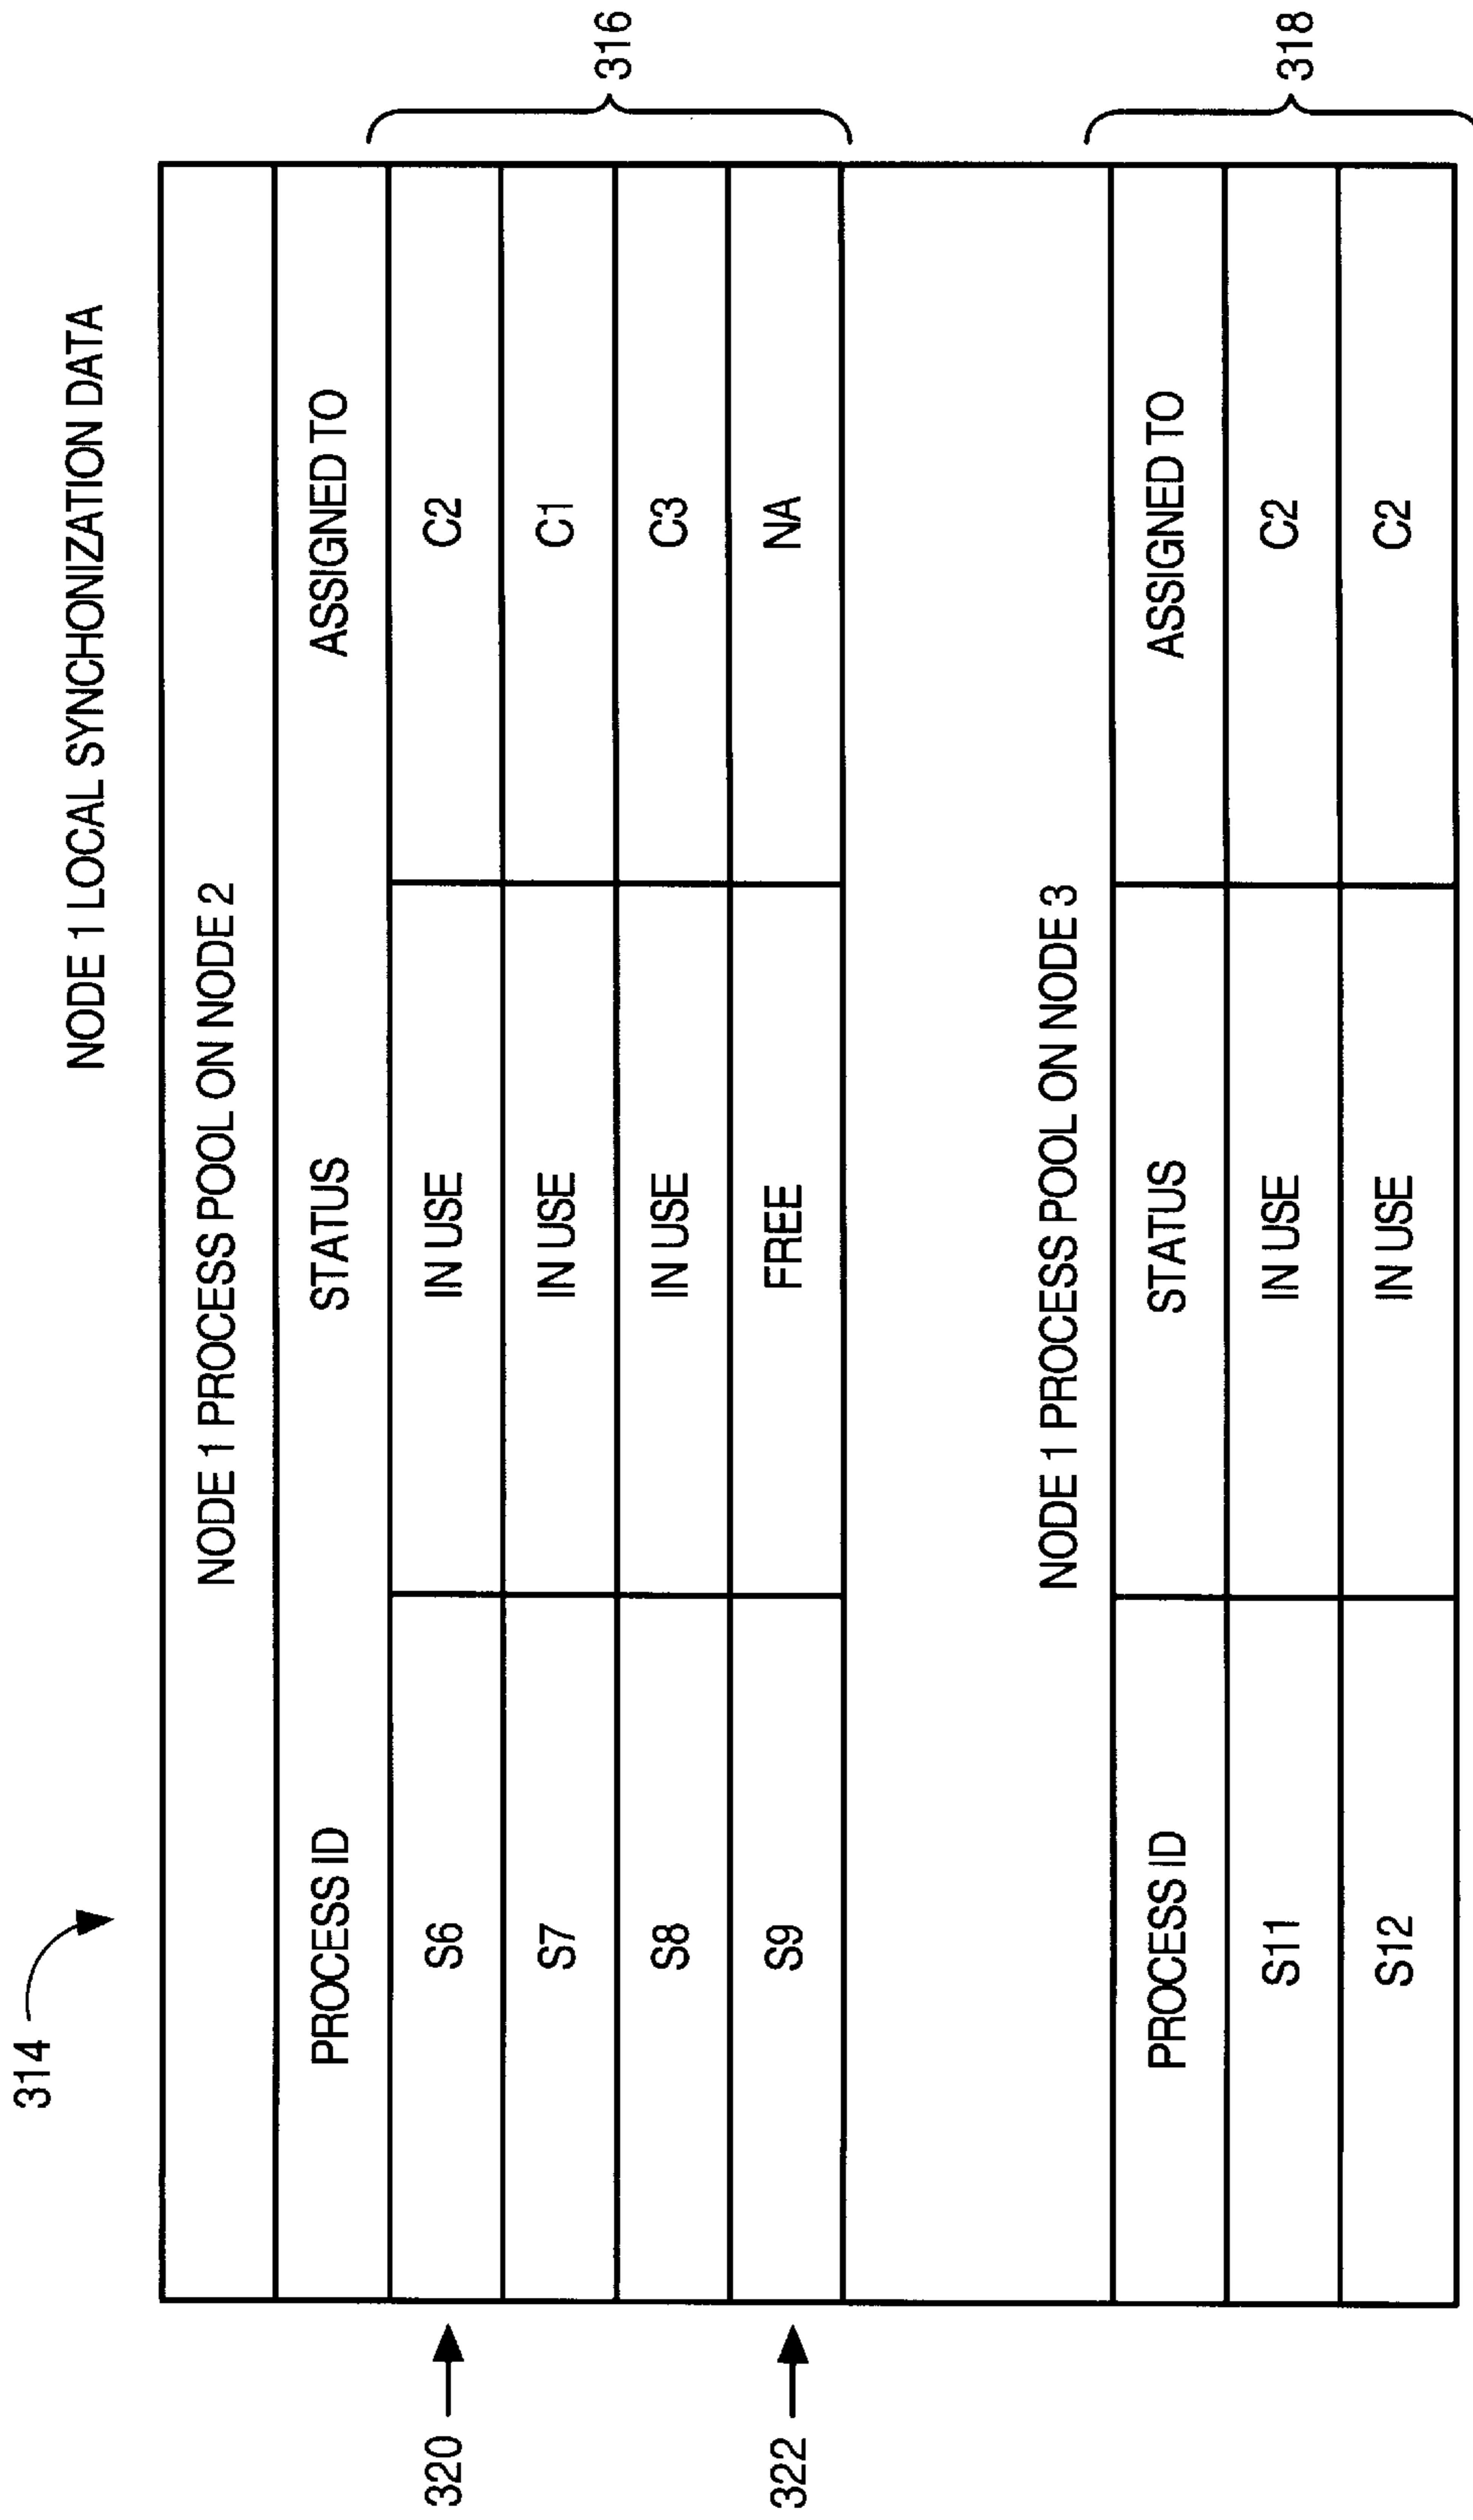 314
NODE 1 LOCAL SYNCHONIZATION DATA
NODE 1 PROCESS POOL ON NODE 2
PROCESS ID STATUS ASSIGNED TO
320 S6 IN USE C2
S7 IN USE C1
S8 IN USE C3
322 S9 FREE NA
316
NODE 1 PROCESS POOL ON NODE 3
PROCESS ID STATUS ASSIGNED TO
S11 IN USE C2
S12 IN USE C2
318